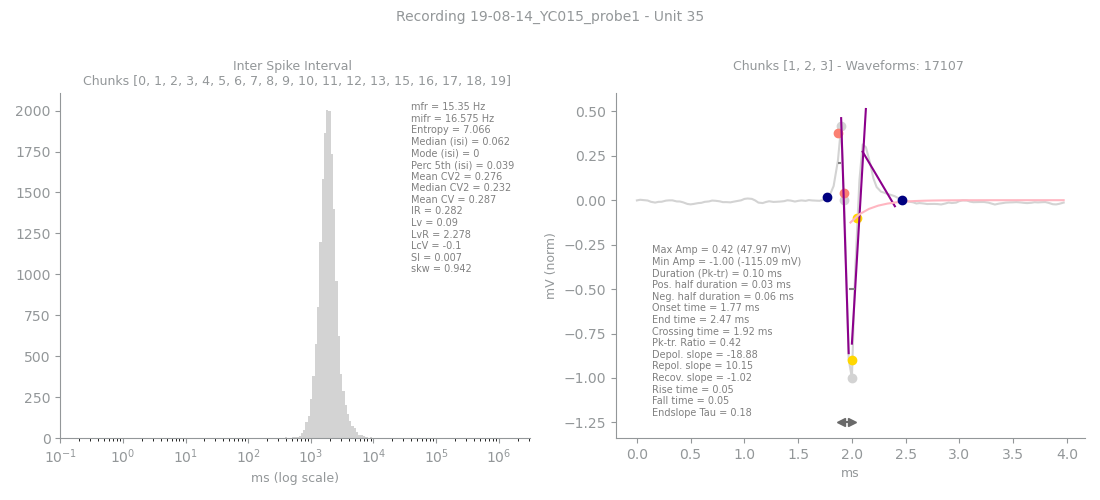 Recording 19-08-14_YC015_probe1 - Unit 35
Inter Spike Interval
Chunks [0, 1, 2, 3, 4, 5, 6, 7, 8, 9, 10, 11, 12, 13, 15, 16, 17, 18, 19]
2000
1750
1500
1250
1000
750
500
250
0
mfr = 15.35 Hz
mifr = 16.575 Hz
Entropy = 7.066
Median (isi) = 0.062
Mode (isi) = 0
Perc 5th (isi) = 0.039
Mean CV2 = 0.276
Median CV2 = 0.232
Mean CV = 0.287
IR = 0.282
Lv = 0.09
LvR = 2.278
LcV = -0.1
SI = 0.007
skw = 0.942
10⁻¹ 10⁰ 10¹ 10² 10³ 10⁴ 10⁵ 10⁶
ms (log scale)
Chunks [1, 2, 3] - Waveforms: 17107
mV (norm)
0.50
0.25
0.00
−0.25
−0.50
−0.75
−1.00
−1.25
Max Amp = 0.42 (47.97 mV)
Min Amp = -1.00 (-115.09 mV)
Duration (Pk-tr) = 0.10 ms
Pos. half duration = 0.03 ms
Neg. half duration = 0.06 ms
Onset time = 1.77 ms
End time = 2.47 ms
Crossing time = 1.92 ms
Pk-tr. Ratio = 0.42
Depol. slope = -18.88
Repol. slope = 10.15
Recov. slope = -1.02
Rise time = 0.05
Fall time = 0.05
Endslope Tau = 0.18
0.0 0.5 1.0 1.5 2.0 2.5 3.0 3.5 4.0
ms